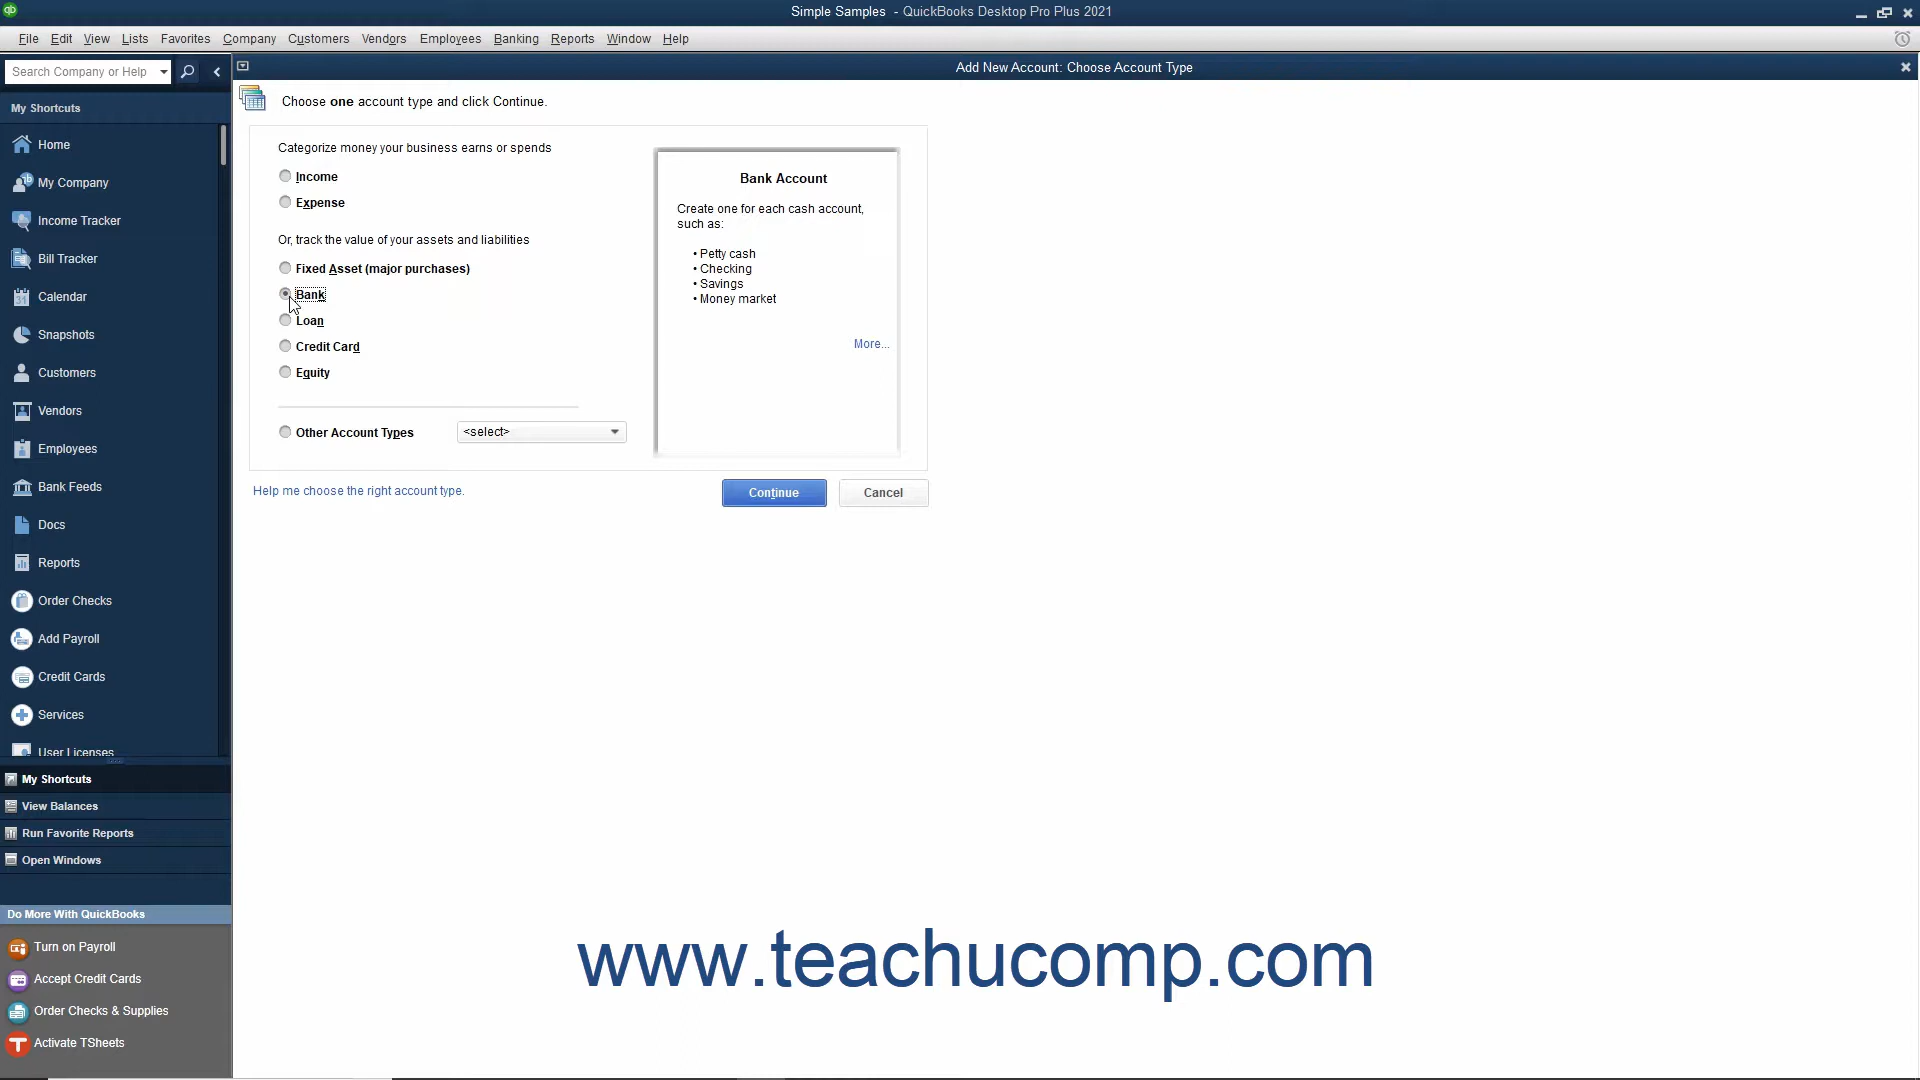 Simple Samples - QuickBooks Desktop Pro Plus 2021
File Edit View Lists Favorites Company Customers Vendors Employees Banking Reports Window Help
Search Company or Help
Add New Account: Choose Account Type
My Shortcuts
Home
My Company
Income Tracker
Bill Tracker
Calendar
Snapshots
Customers
Vendors
Employees
Bank Feeds
Docs
Reports
Order Checks
Add Payroll
Credit Cards
Services
User Licenses
My Shortcuts
View Balances
Run Favorite Reports
Open Windows
Do More With QuickBooks
Turn on Payroll
Accept Credit Cards
Order Checks & Supplies
Activate TSheets
Choose one account type and click Continue.
Categorize money your business earns or spends
Income
Expense
Or, track the value of your assets and liabilities
Fixed Asset (major purchases)
Bank
Loan
Credit Card
Equity
Other Account Types <select>
Bank Account
Create one for each cash account,
such as:
• Petty cash
• Checking
• Savings
• Money market
More...
Help me choose the right account type.
Continue Cancel
www.teachucomp.com